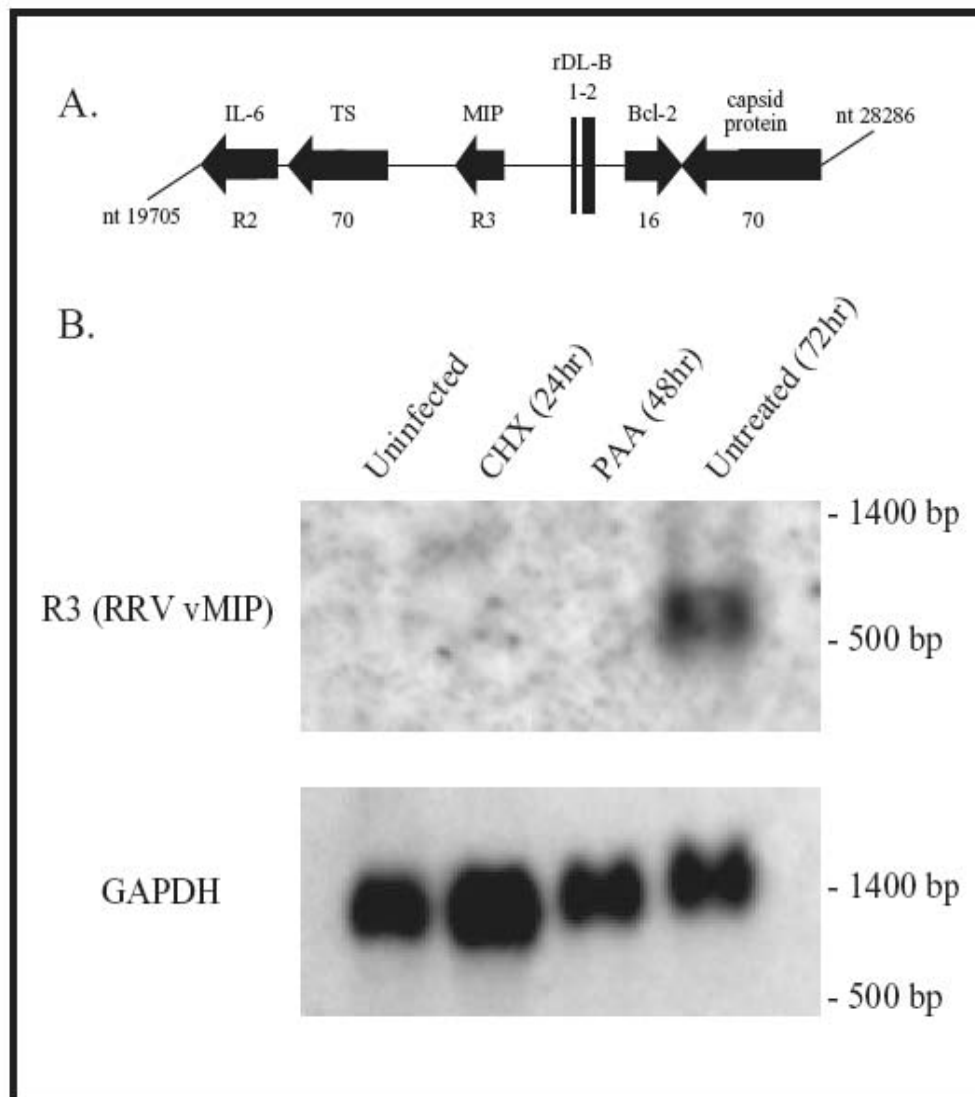 A.
rDL-B
1-2
IL-6 TS MIP Bcl-2 capsid protein
nt 28286
nt 19705
R2 70 R3 16 70
B.
Uninfected
CHX (24hr)
PAA (48hr)
Untreated (72hr)
- 1400 bp
R3 (RRV vMIP)
- 500 bp
GAPDH
- 1400 bp
- 500 bp